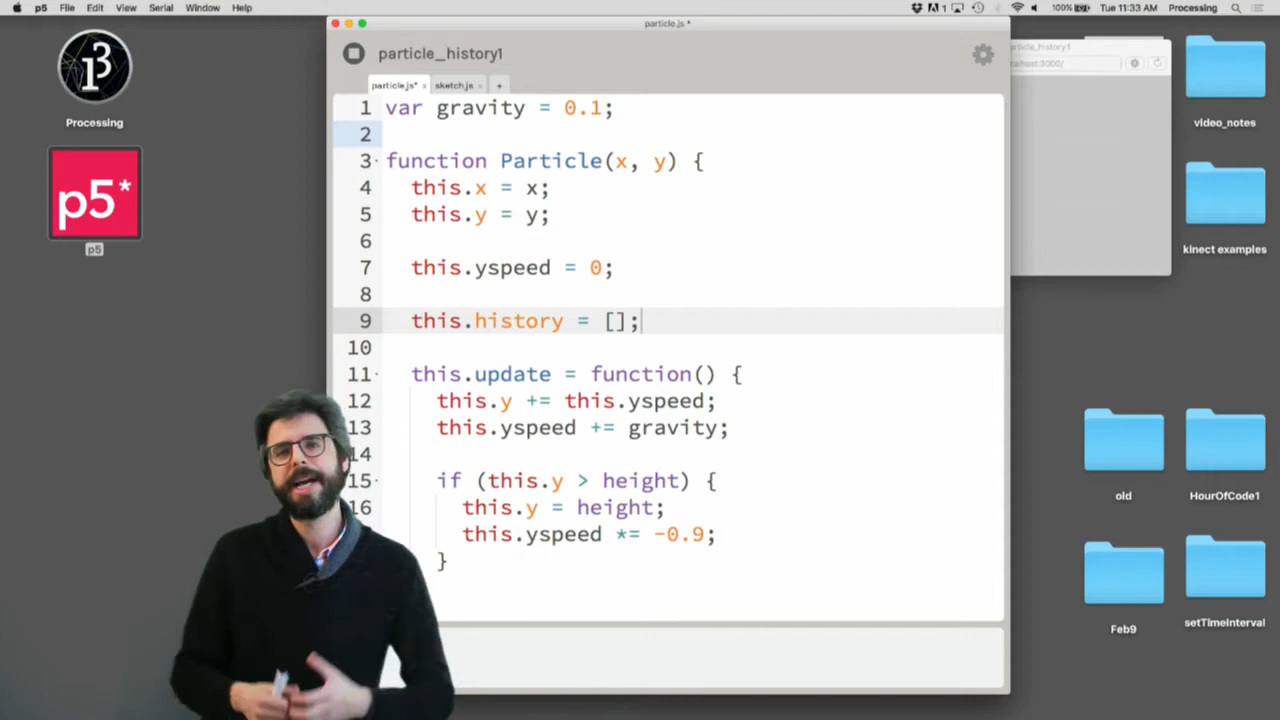 p5 File Edit View Serial Window Help
1 100% Tue 11:33 AM Processing
particle.js *
particle_history1
particle.js* × sketch.js × +
1 var gravity = 0.1;
2
3 function Particle(x, y) {
4 this.x = x;
5 this.y = y;
6
7 this.yspeed = 0;
8
9 this.history = [];
10
11 this.update = function() {
12 this.y += this.yspeed;
13 this.yspeed += gravity;
14
15 if (this.y > height) {
16 this.y = height;
this.yspeed *= -0.9;
}
13
Processing
p5*
p5
video_notes
kinect examples
old
HourOfCode1
Feb9
setTimeInterval